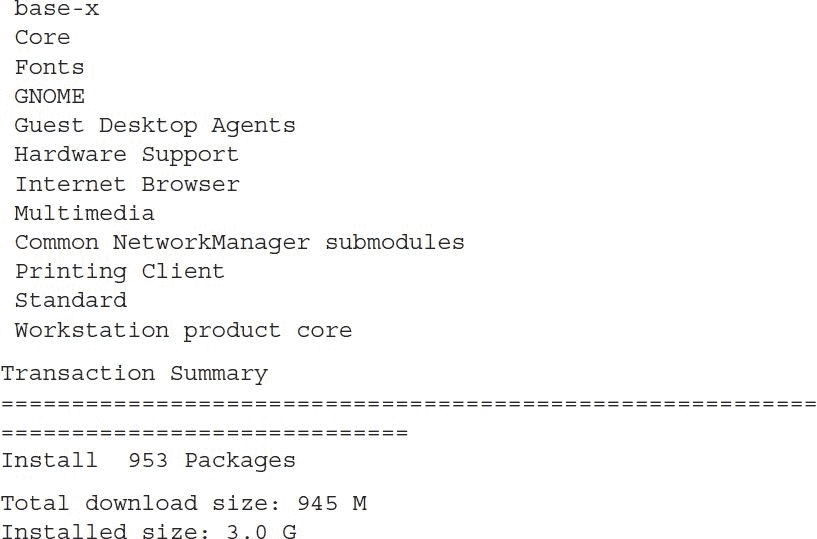 base-x
Core
Fonts
GNOME
Guest Desktop Agents
Hardware Support
Internet Browser
Multimedia
Common NetworkManager submodules
Printing Client
Standard
Workstation product core
Transaction Summary
==========================================================
=============================
Install  953 Packages
Total download size: 945 M
Installed size: 3.0 G